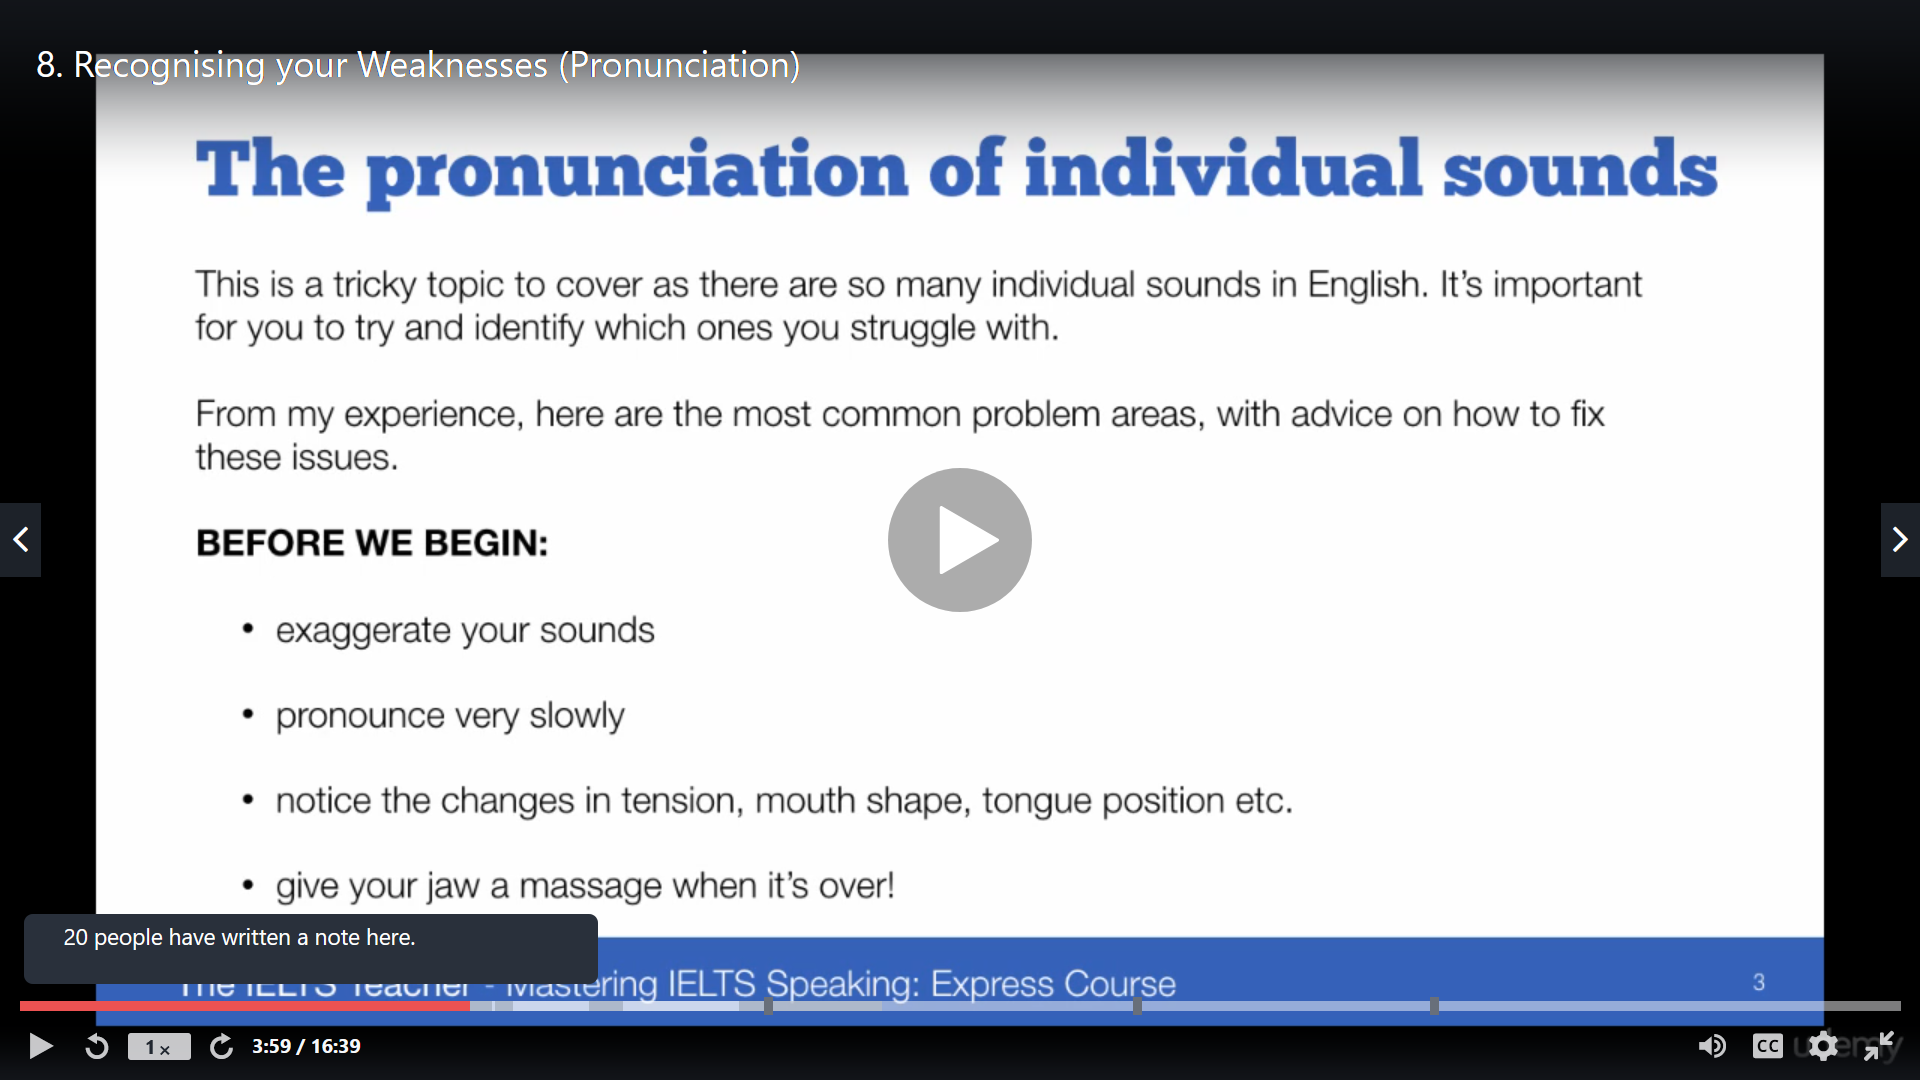 8. Recognising your Weaknesses (Pronunciation)
The pronunciation of individual sounds
This is a tricky topic to cover as there are so many individual sounds in English. It's important
for you to try and identify which ones you struggle with.
From my experience, here are the most common problem areas, with advice on how to fix
these issues.
BEFORE WE BEGIN:
• exaggerate your sounds
• pronounce very slowly
• notice the changes in tension, mouth shape, tongue position etc.
• give your jaw a massage when it's over!
20 people have written a note here.
The IELTS Teacher - Mastering IELTS Speaking: Express Course
3
1x
3:59 / 16:39
CC
udemy